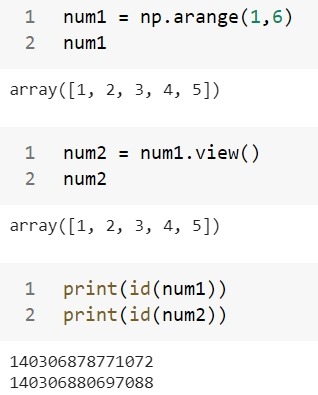 1 num1 = np.arange(1,6)
2 num1
array([1, 2, 3, 4, 5])
1 num2 = num1.view()
2 num2
array([1, 2, 3, 4, 5])
1 print(id(num1))
2 print(id(num2))
140306878771072
140306880697088